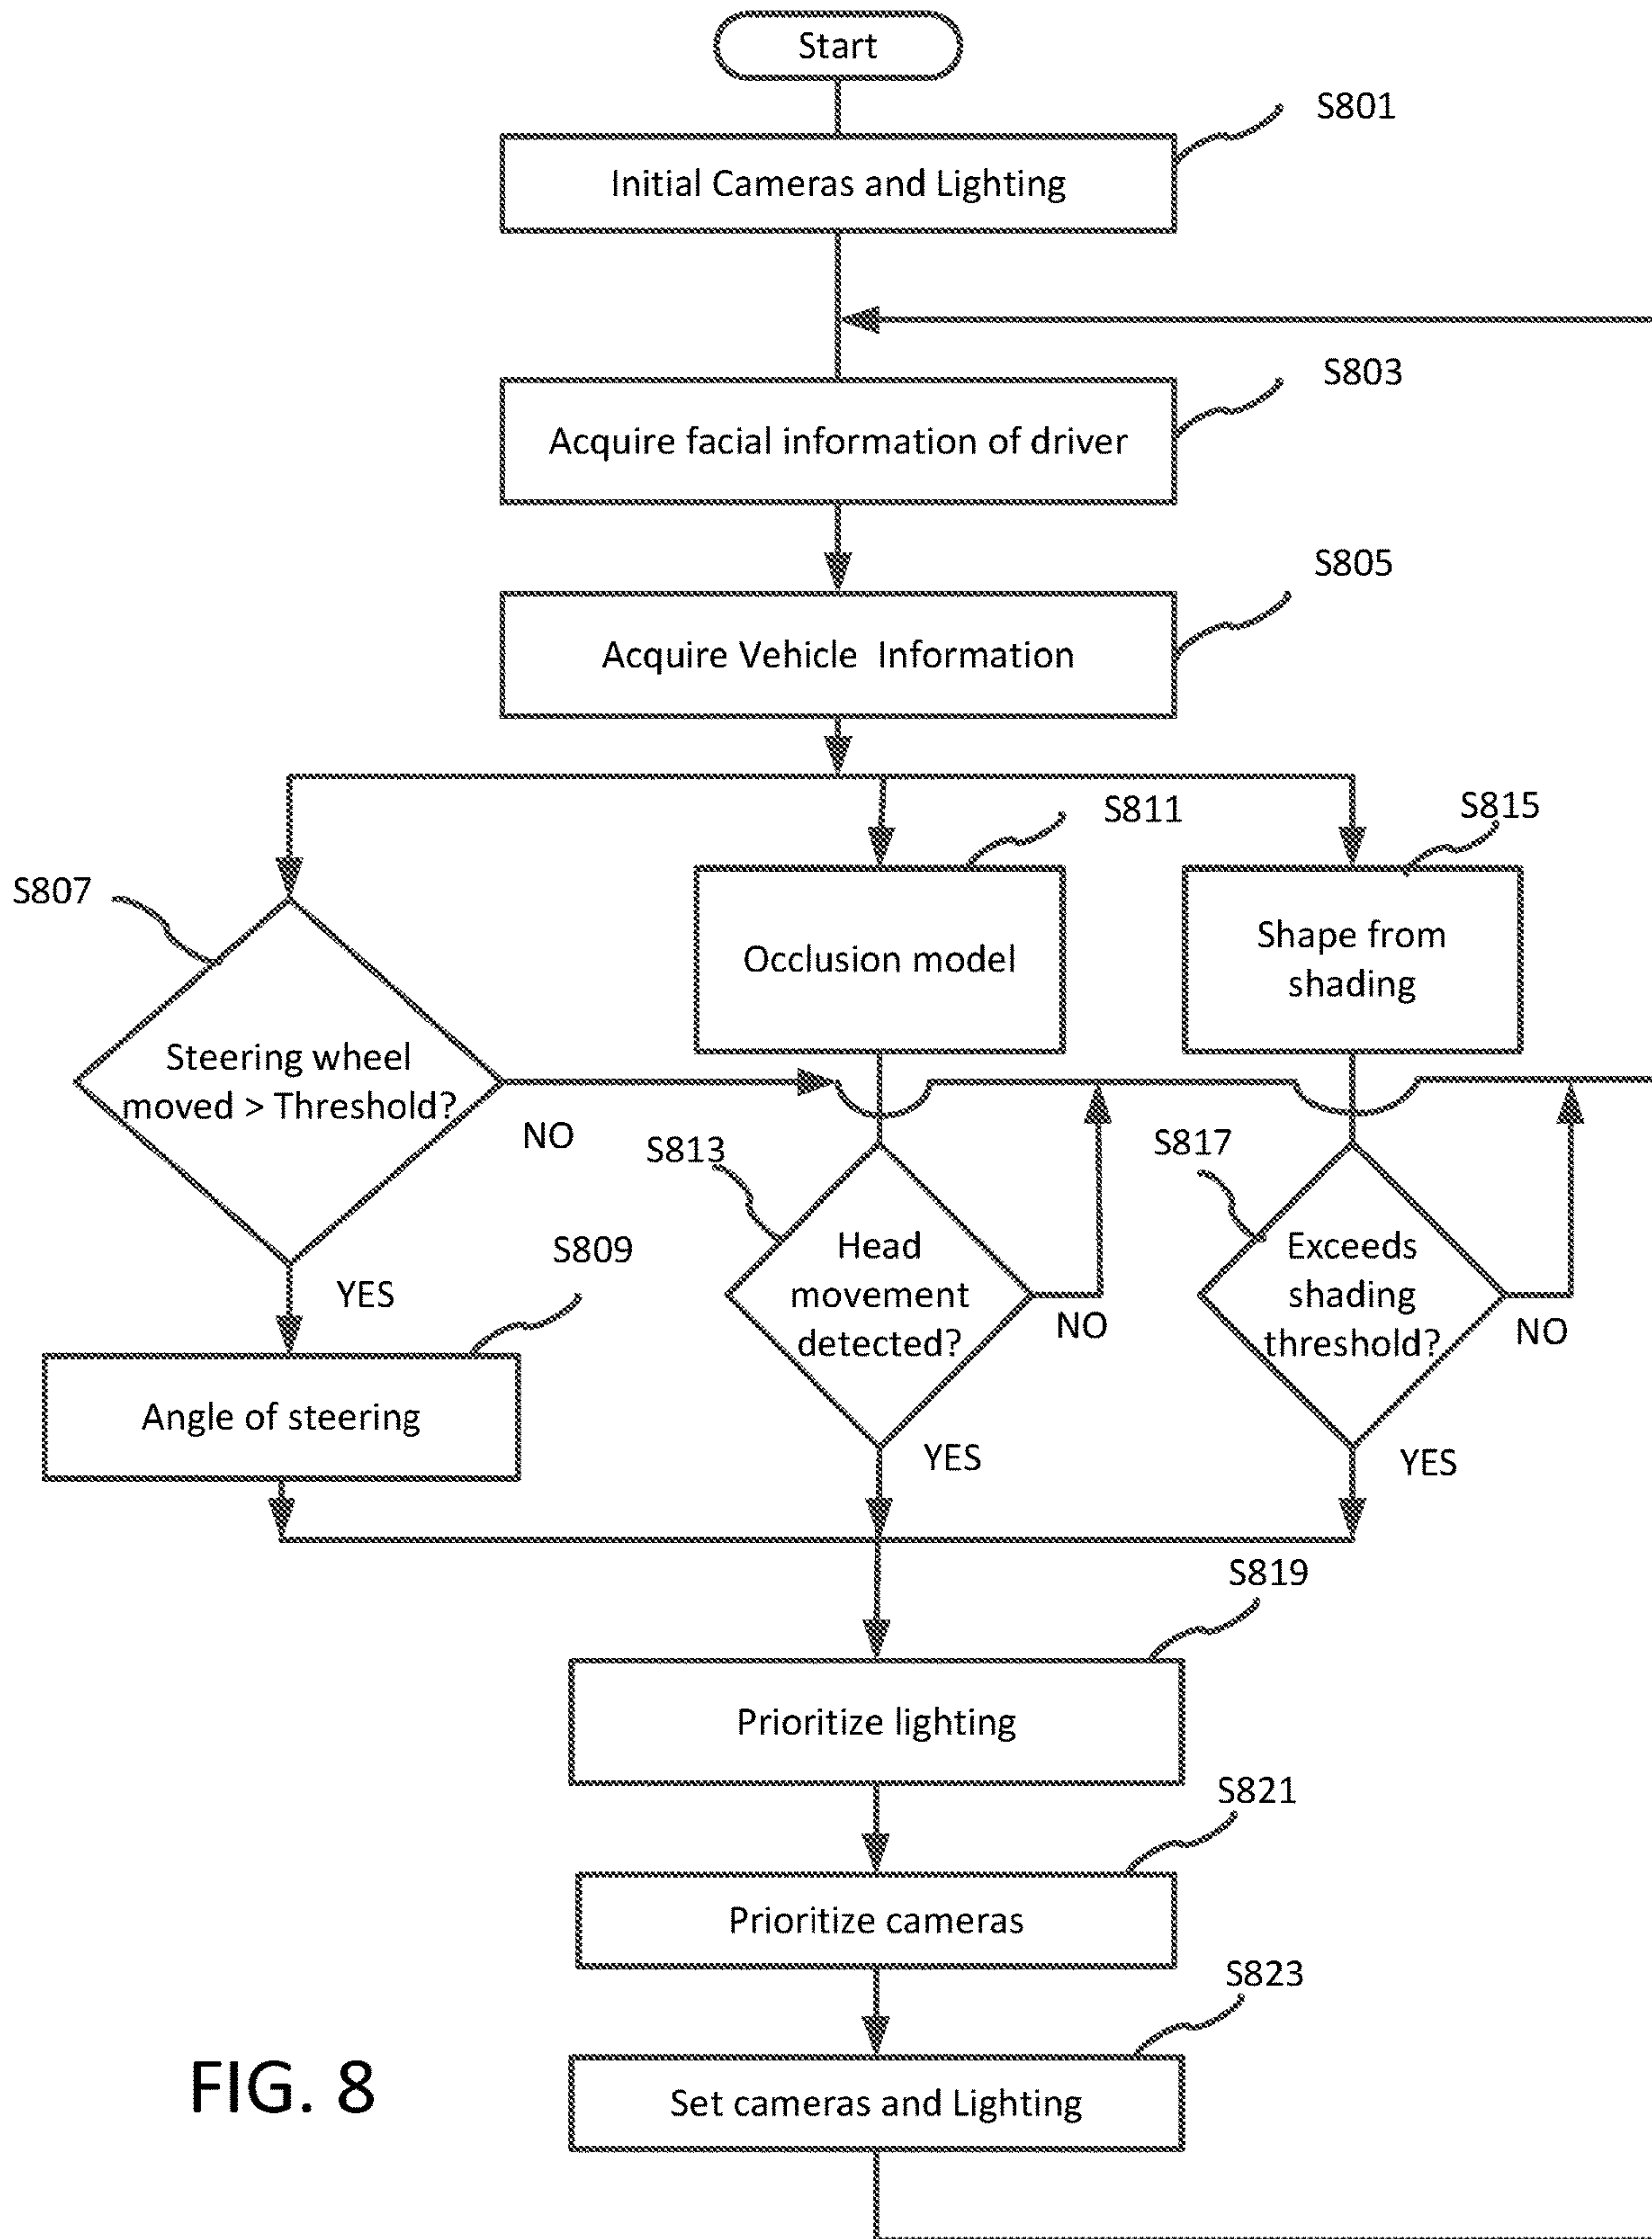 Start
S801
Initial Cameras and Lighting
S803
Acquire facial information of driver
S805
Acquire Vehicle Information
S807
Steering wheel
moved > Threshold?
NO
YES
S809
Angle of steering
S811
Occlusion model
S813
Head
movement
detected?
NO
YES
S815
Shape from
shading
S817
Exceeds
shading
threshold?
NO
YES
S819
Prioritize lighting
S821
Prioritize cameras
S823
Set cameras and Lighting
FIG. 8